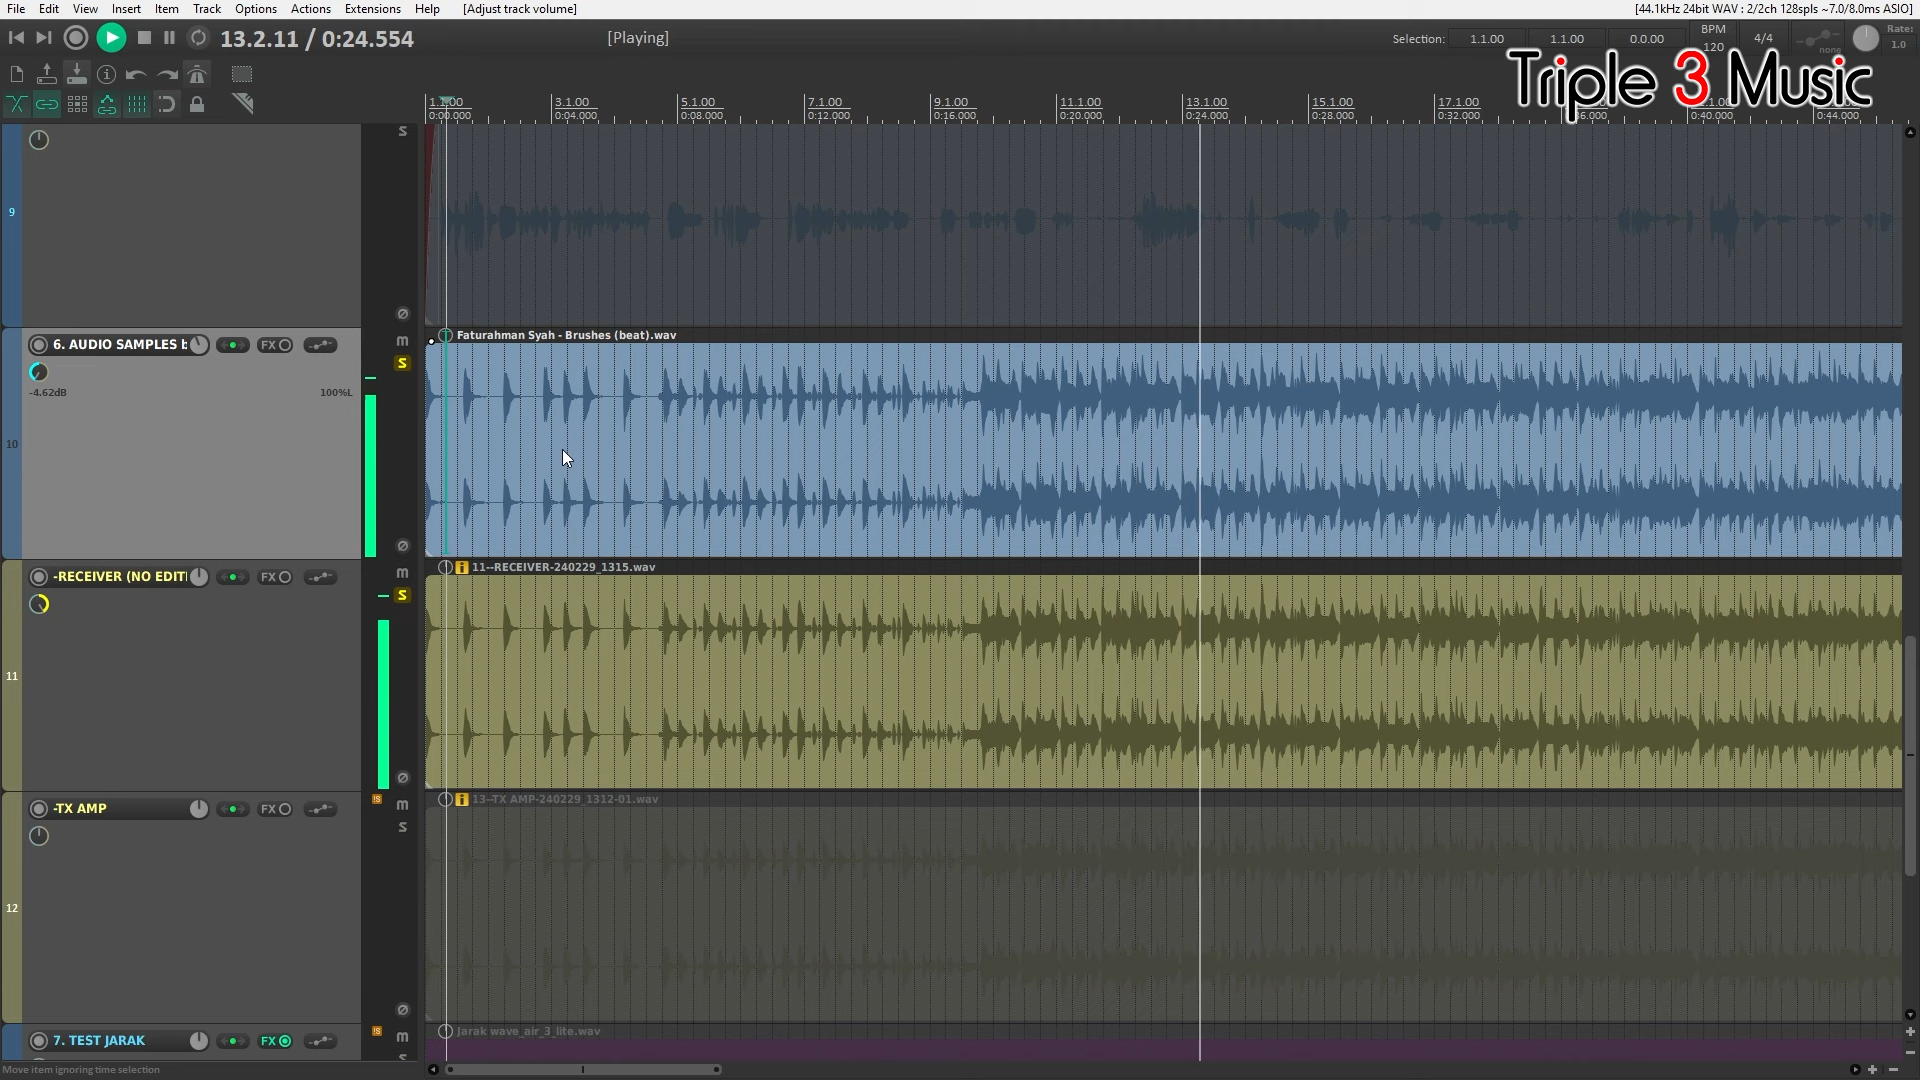 File Edit View Insert Item Track Options Actions Extensions Help [Adjust track volume] [44.1kHz 24bit WAV : 2/2ch 128spls ~7.0/8.0ms ASIO]
13.2.11 / 0:24.554 [Playing] Selection: 1.1.00 1.1.00 0.0.00 BPM 120 4/4 none Rate: 1.0
Triple 3 Music
1.1.00 3.1.00 5.1.00 7.1.00 9.1.00 11.1.00 13.1.00 15.1.00 17.1.00
0:00.000 0:04.000 0:08.000 0:12.000 0:16.000 0:20.000 0:24.000 0:28.000 0:32.000 0:40.000 0:44.000
S
9
Faturahman Syah - Brushes (beat).wav
6. AUDIO SAMPLES FX m
S
-4.62dB 100%L
10
11--RECEIVER-240229_1315.wav
-RECEIVER (NO EDIT FX m
S
11
13--TX AMP-240229_1312-01.wav
-TX AMP FX m
S
12
Jarak wave_air_3_lite.wav
7. TEST JARAK FX m
S
Move item ignoring time selection